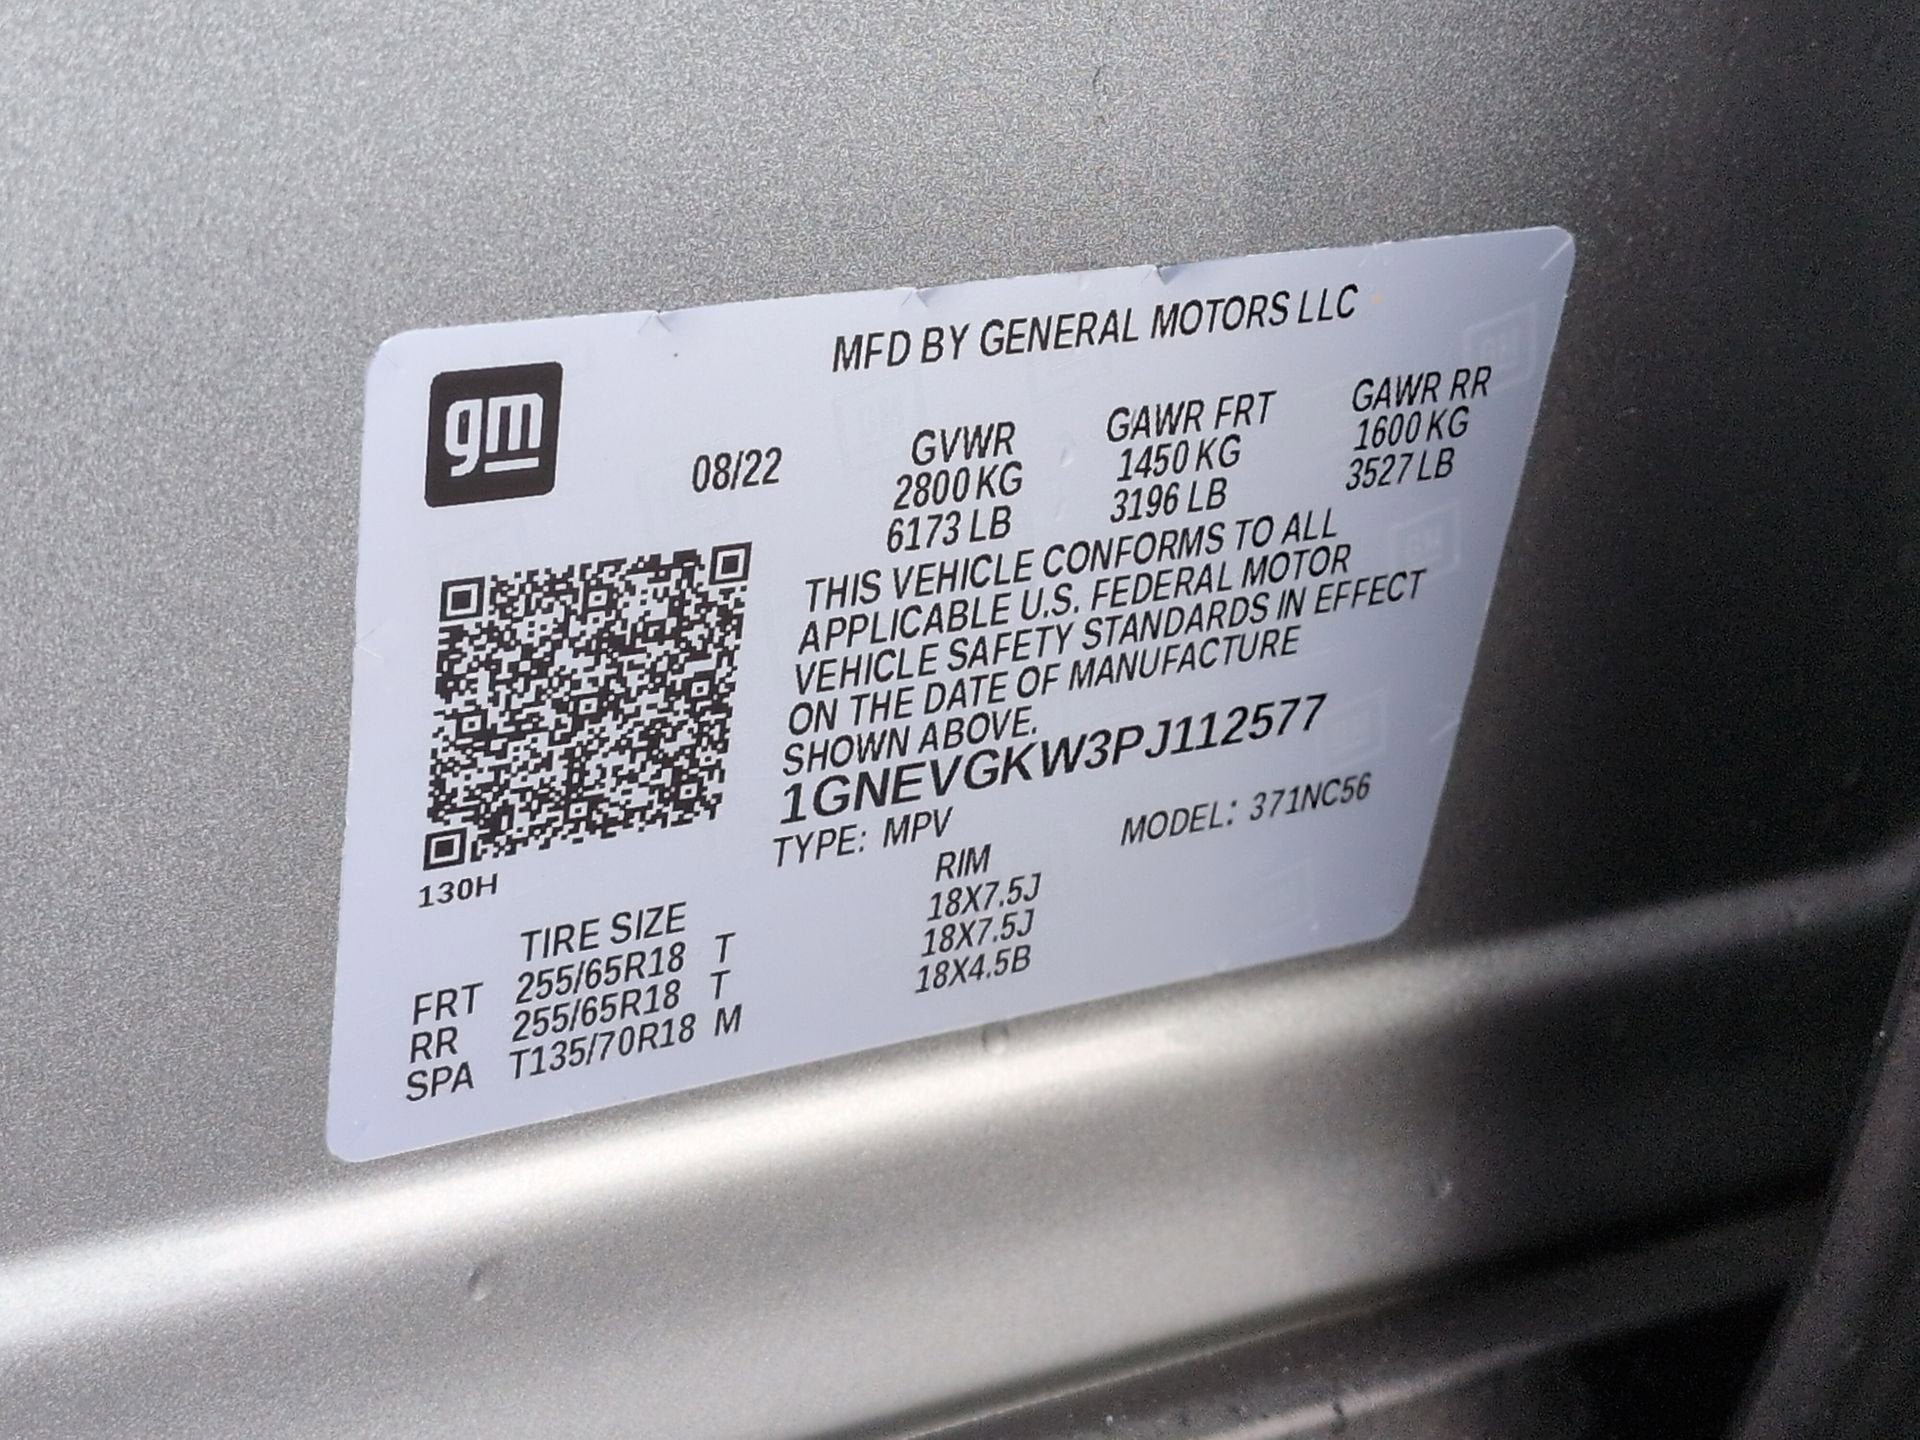 MFD BY GENERAL MOTORS LLC
gm
08/22 GVWR GAWR FRT GAWR RR
2800 KG 1450 KG 1600 KG
6173 LB 3196 LB 3527 LB
THIS VEHICLE CONFORMS TO ALL
APPLICABLE U.S. FEDERAL MOTOR
VEHICLE SAFETY STANDARDS IN EFFECT
ON THE DATE OF MANUFACTURE
SHOWN ABOVE.
1GNEVGKW3PJ112577
TYPE: MPV MODEL: 371NC56
130H
TIRE SIZE RIM
FRT 255/65R18 T 18X7.5J
RR 255/65R18 T 18X7.5J
SPA T135/70R18 M 18X4.5B